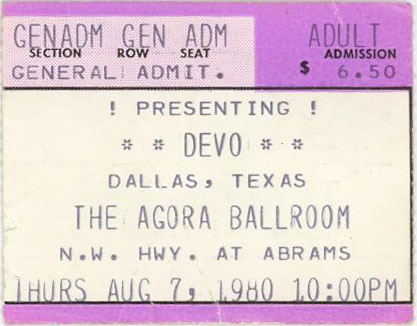 GENADM GEN ADM ADULT
SECTION ROW SEAT ADMISSION
GENERAL ADMIT. $ 6.50
! PRESENTING !
* * DEVO * *
DALLAS, TEXAS
THE AGORA BALLROOM
N.W. HWY. AT ABRAMS
THURS AUG 7, 1980 10:00PM